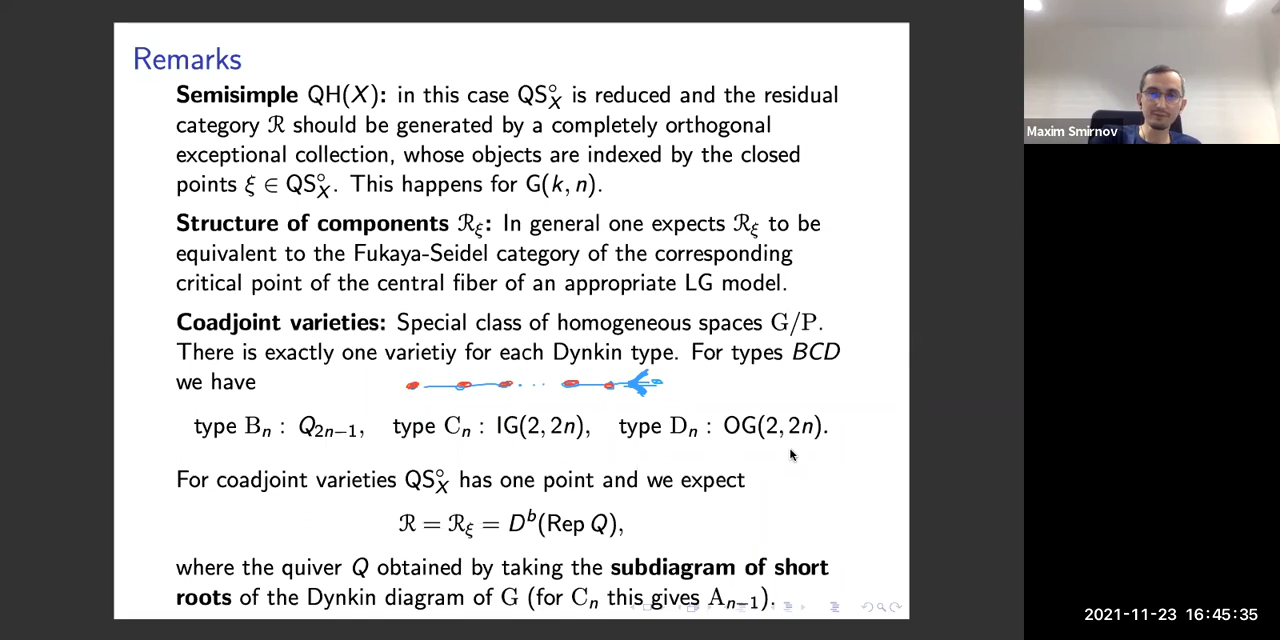 Remarks
Semisimple QH(X): in this case QS°_X is reduced and the residual
category ℛ should be generated by a completely orthogonal
exceptional collection, whose objects are indexed by the closed
points ξ ∈ QS°_X. This happens for G(k, n).
Structure of components ℛ_ξ: In general one expects ℛ_ξ to be
equivalent to the Fukaya-Seidel category of the corresponding
critical point of the central fiber of an appropriate LG model.
Coadjoint varieties: Special class of homogeneous spaces G/P.
There is exactly one varietiy for each Dynkin type. For types BCD
we have
type B_n : Q_{2n−1}, type C_n : IG(2, 2n), type D_n : OG(2, 2n).
For coadjoint varieties QS°_X has one point and we expect
ℛ = ℛ_ξ = D^b(Rep Q),
where the quiver Q obtained by taking the subdiagram of short
roots of the Dynkin diagram of G (for C_n this gives A_{n−1}).
Maxim Smirnov
2021-11-23 16:45:35